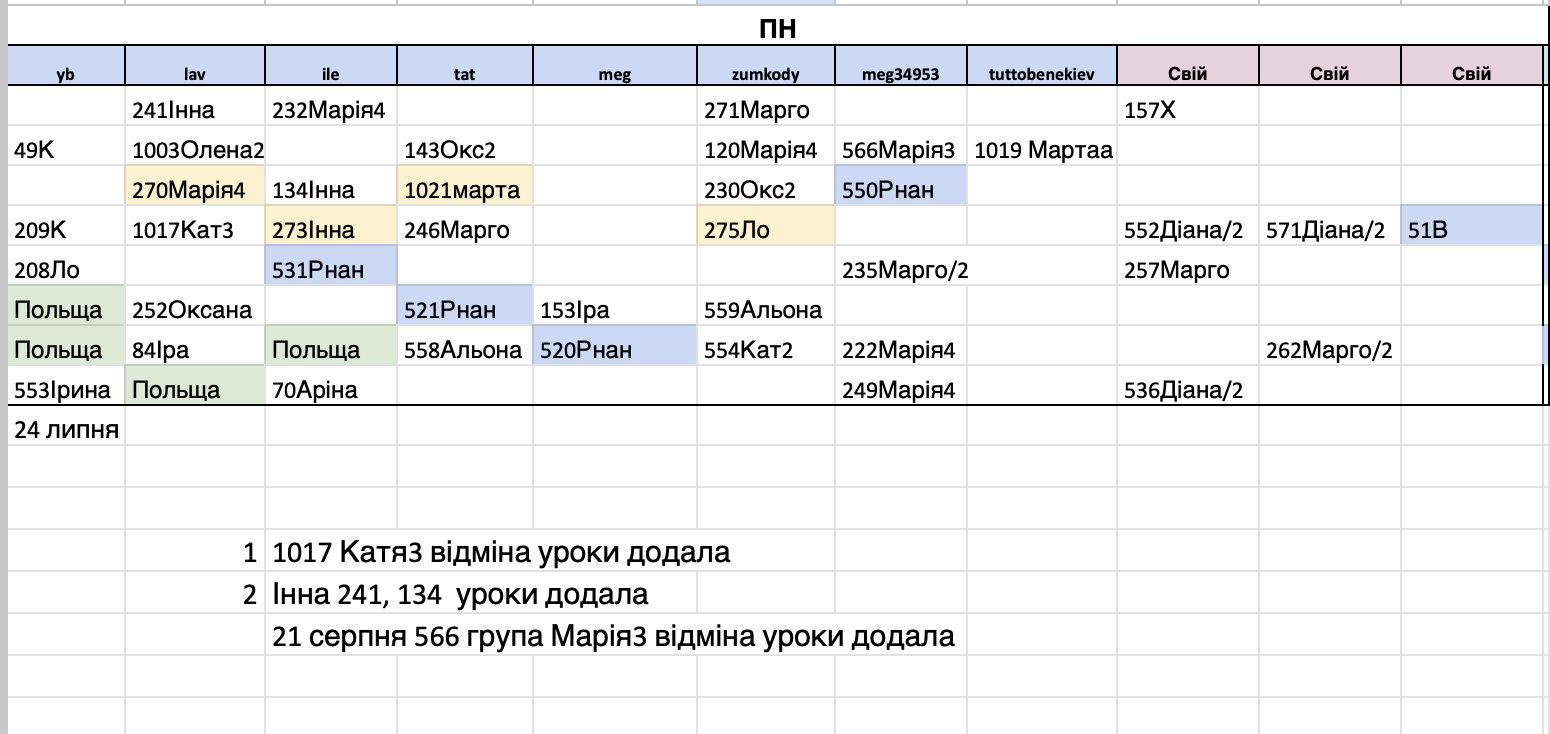 ПН
yb lav ile tat meg zumkody meg34953 tuttobenekiev Свій Свій Свій
241Інна 232Марія4 271Марго 157Х
49К 1003Олена2 143Окс2 120Марія4 566Марія3 1019 Мартаа
270Марія4 134Інна 1021марта 230Окс2 550Рнан
209К 1017Кат3 273Інна 246Марго 275Ло 552Діана/2 571Діана/2 51В
208Ло 531Рнан 235Марго/2 257Марго
Польща 252Оксана 521Рнан 153Іра 559Альона
Польща 84Іра Польща 558Альона 520Рнан 554Кат2 222Марія4 262Марго/2
553Ірина Польща 70Аріна 249Марія4 536Діана/2
24 липня
1 1017 Катя3 відміна уроки додала
2 Інна 241, 134 уроки додала
21 серпня 566 група Марія3 відміна уроки додала